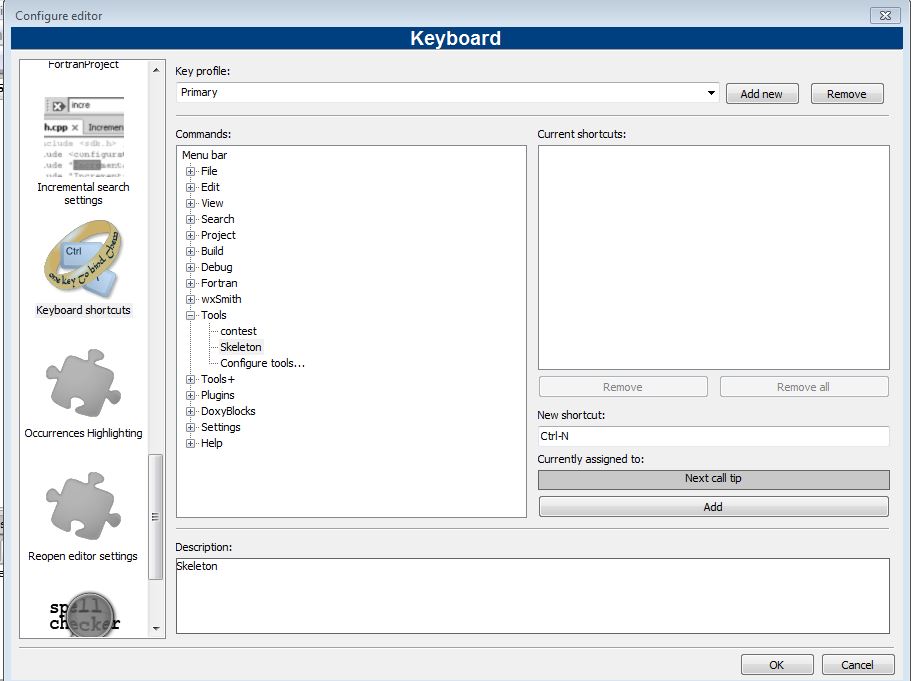 Configure editor
Keyboard
FortranProject
incre
h.cpp
Incremen
Incremental search
settings
Ctrl
one key to bind them
Keyboard shortcuts
Occurrences Highlighting
Reopen editor settings
spell
checker
Key profile:
Primary
Add new
Remove
Commands:
Menu bar
File
Edit
View
Search
Project
Build
Debug
Fortran
wxSmith
Tools
contest
Skeleton
Configure tools...
Tools+
Plugins
DoxyBlocks
Settings
Help
Current shortcuts:
Remove
Remove all
New shortcut:
Ctrl-N
Currently assigned to:
Next call tip
Add
Description:
Skeleton
OK
Cancel